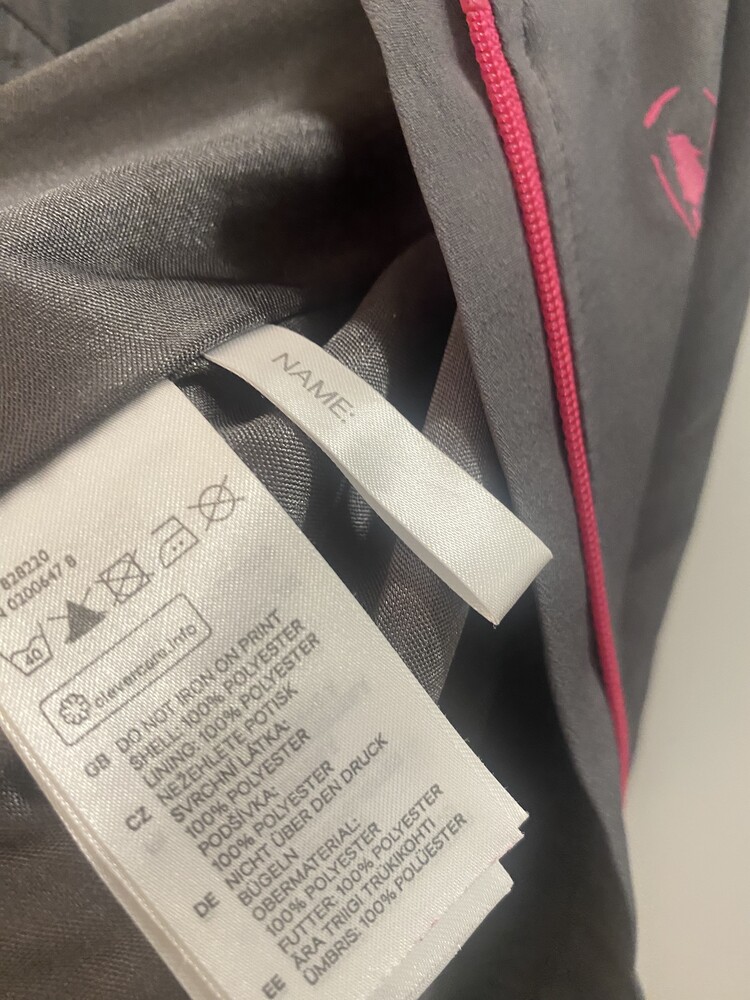 NAME:
828220
N 0200647 8
40
clevercare.info
GB DO NOT IRON ON PRINT
SHELL: 100% POLYESTER
LINING: 100% POLYESTER
CZ NEŽEHLETE POTISK
SVRCHNÍ LÁTKA:
100% POLYESTER
PODŠÍVKA:
100% POLYESTER
DE NICHT ÜBER DEN DRUCK
BÜGELN
OBERMATERIAL:
100% POLYESTER
FUTTER: 100% POLYESTER
EE ÄRA TRIIGI TRÜKIKOHTI
ÜMBRIS: 100% POLÜESTER